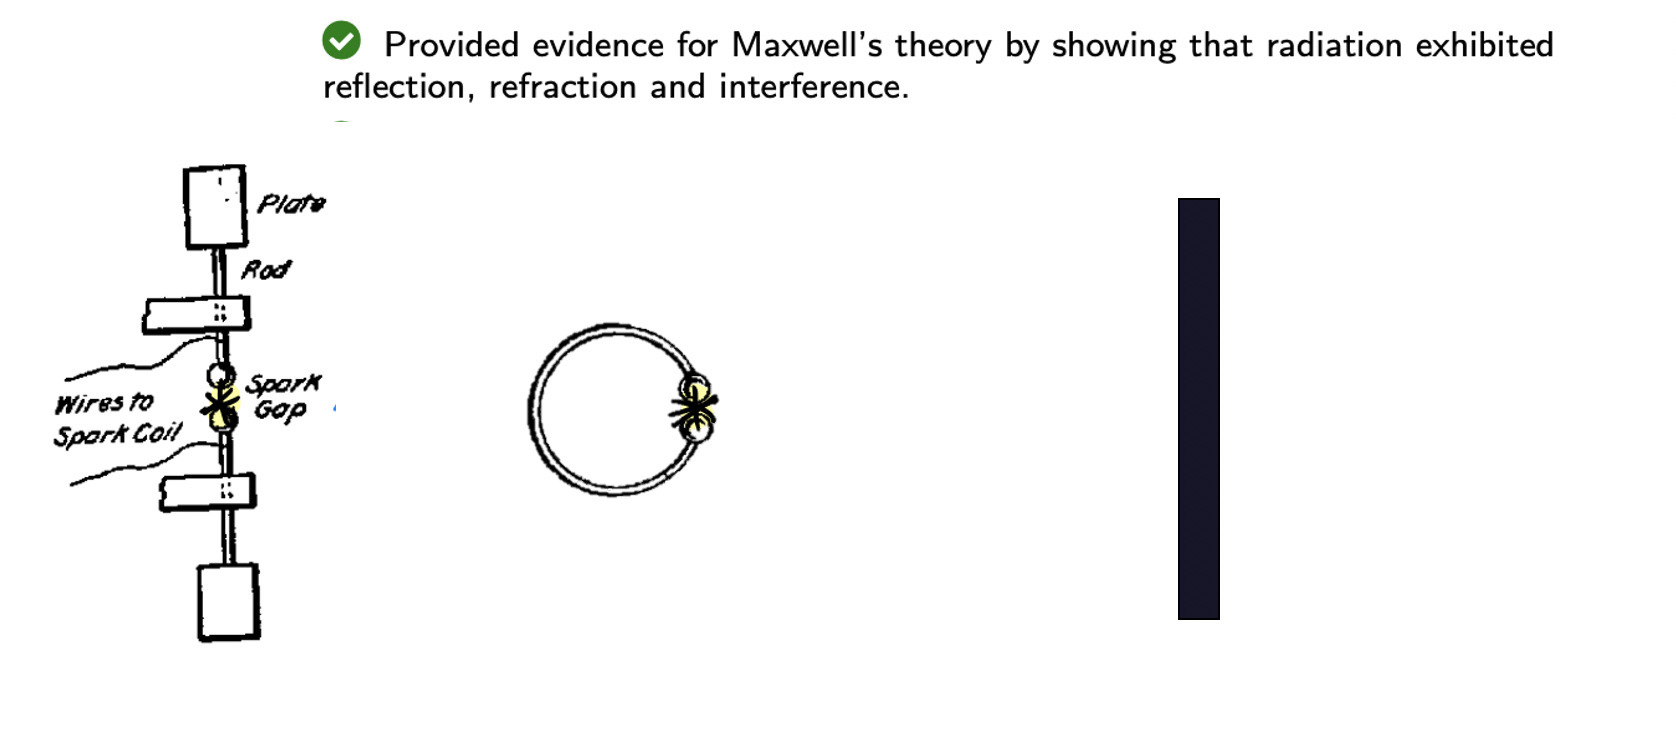 Provided evidence for Maxwell's theory by showing that radiation exhibited
reflection, refraction and interference.
Plate
Rod
Spark
Gap
Wires to
Spark Coil